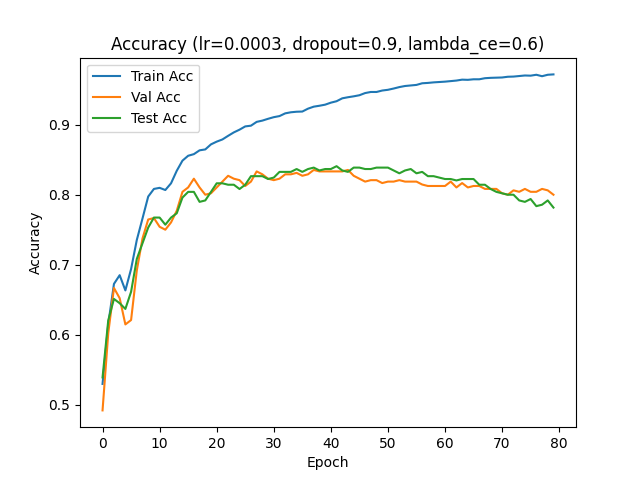 Accuracy (lr=0.0003, dropout=0.9, lambda_ce=0.6)
Train Acc
Val Acc
Test Acc
0.9
0.8
0.7
0.6
0.5
Accuracy
0 10 20 30 40 50 60 70 80
Epoch